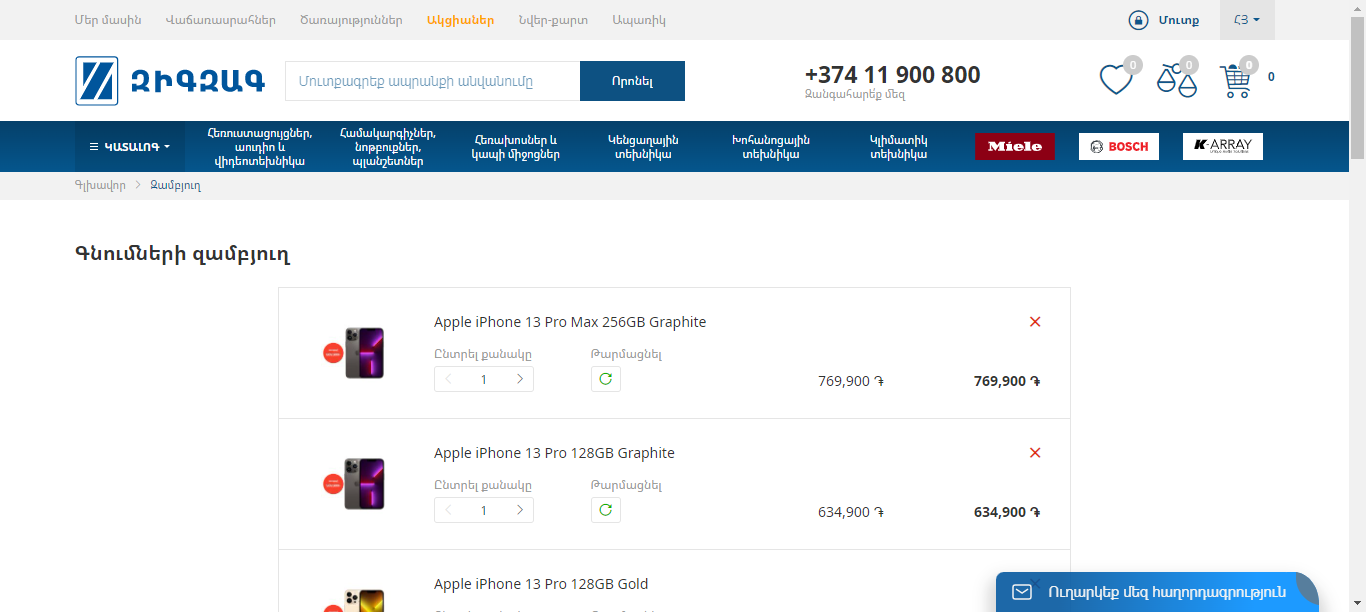 Մեր մասին Վաճառասրահներ Ծառայություններ Ակցիաներ Նվեր-քարտ Ապառիկ Մուտք ՀՅ
ԶԻԳԶԱԳ Մուտքագրեք ապրանքի անվանումը Որոնել +374 11 900 800 0 0 0 0
Զանգահարե՛ք մեզ
ԿԱՏԱԼՈԳ
Հեռուստացույցներ,
աուդիո և
վիդեոտեխնիկա
Համակարգիչներ,
նոթբուքներ,
պլանշետներ
Հեռախոսներ և
կապի միջոցներ
Կենցաղային
տեխնիկա
Խոհանոցային
տեխնիկա
Կլիմատիկ
տեխնիկա
Miele
BOSCH
K-ARRAY
Գլխավոր Զամբյուղ
Գնումների զամբյուղ
Apple iPhone 13 Pro Max 256GB Graphite
Ընտրել քանակը Թարմացնել
1 769,900 ֏ 769,900 ֏
Apple iPhone 13 Pro 128GB Graphite
Ընտրել քանակը Թարմացնել
1 634,900 ֏ 634,900 ֏
Apple iPhone 13 Pro 128GB Gold
Ուղարկեք մեզ հաղորդագրություն